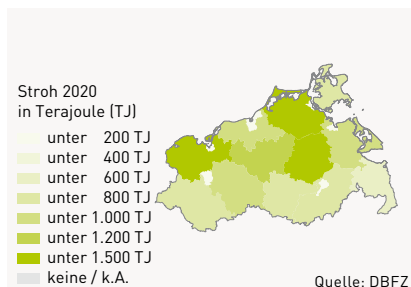 Stroh 2020
in Terajoule (TJ)
unter 200 TJ
unter 400 TJ
unter 600 TJ
unter 800 TJ
unter 1.000 TJ
unter 1.200 TJ
unter 1.500 TJ
keine / k.A.
Quelle: DBFZ